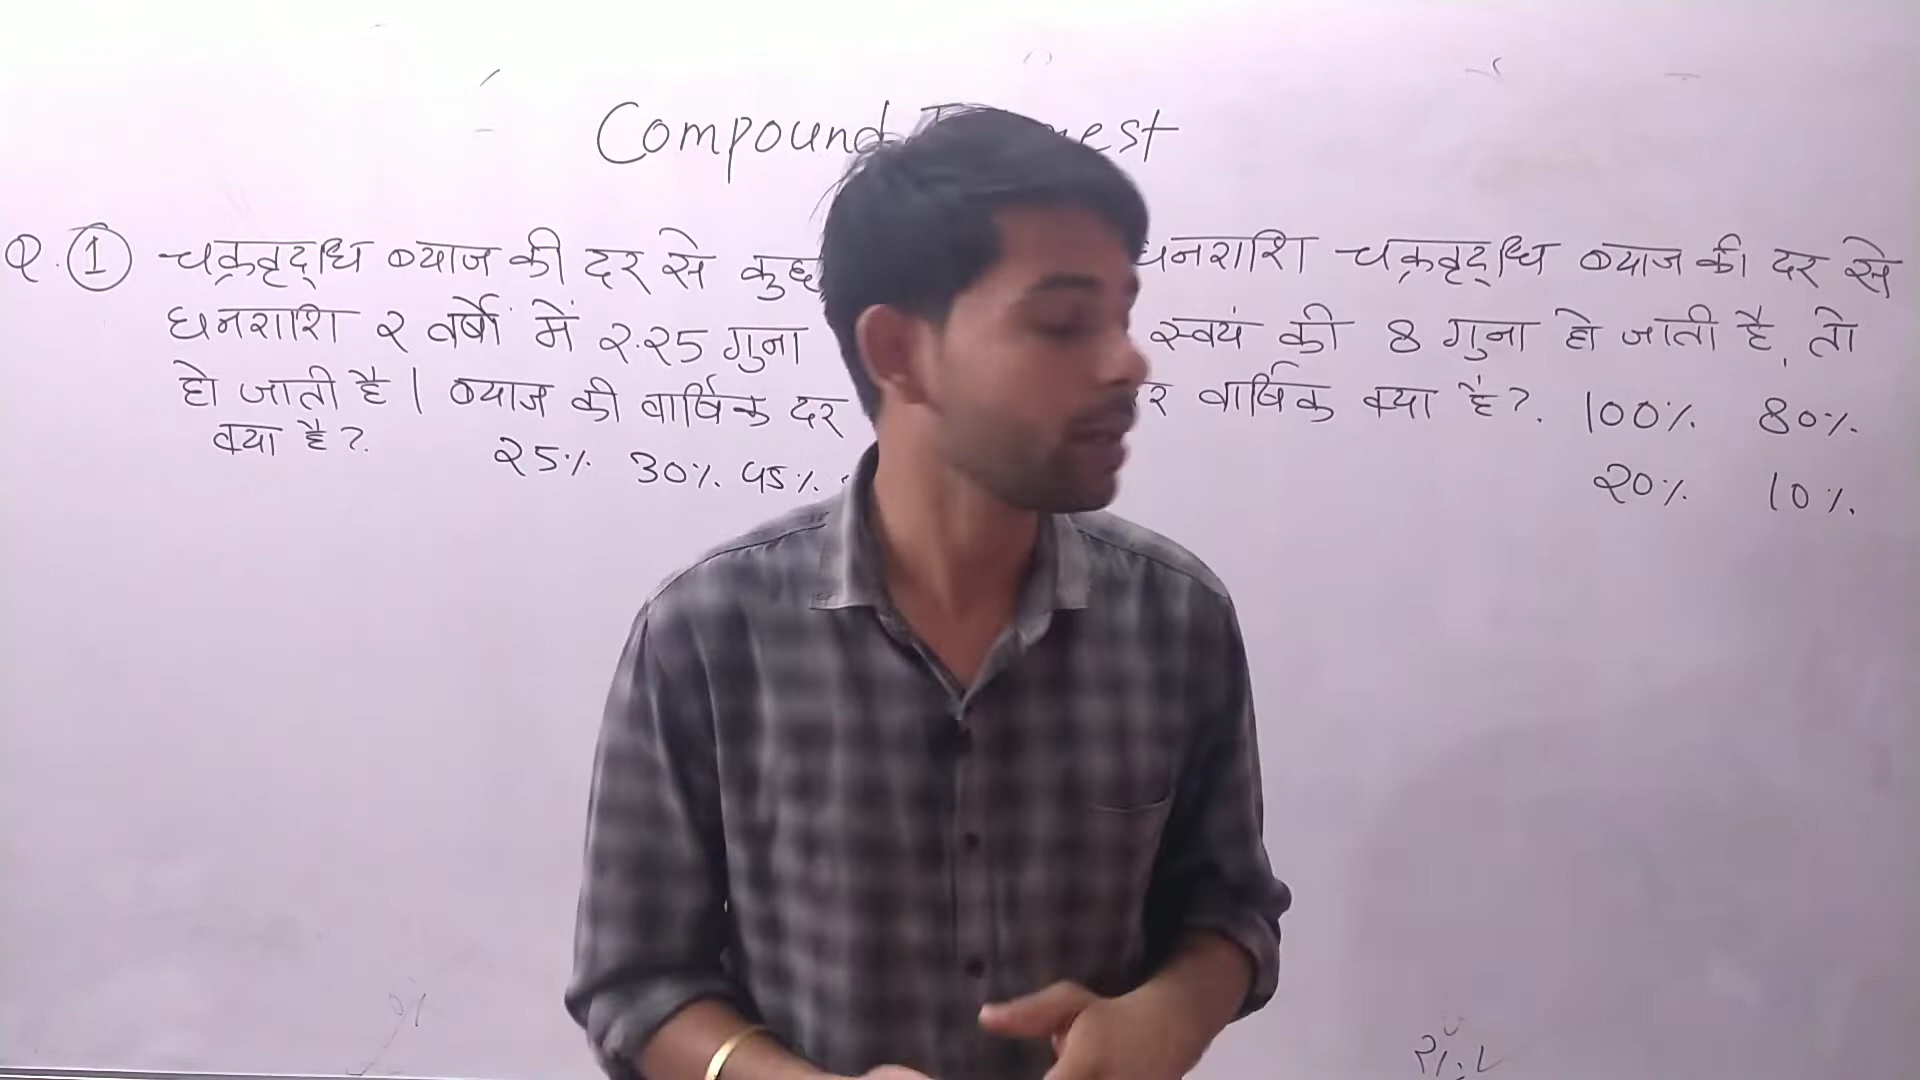 Compound
Q. ① चक्रवृद्धि ब्याज की दर से कुछ
धनराशि 2 वर्षों में 2.25 गुना
हो जाती है। ब्याज की वार्षिक दर
क्या है?. 25% 30% 45%.
धनराशि चक्रवृद्धि ब्याज की दर से
स्वयं की 8 गुना हो जाती है, तो
वार्षिक क्या है?. 100%. 80%.
20%. 10%.